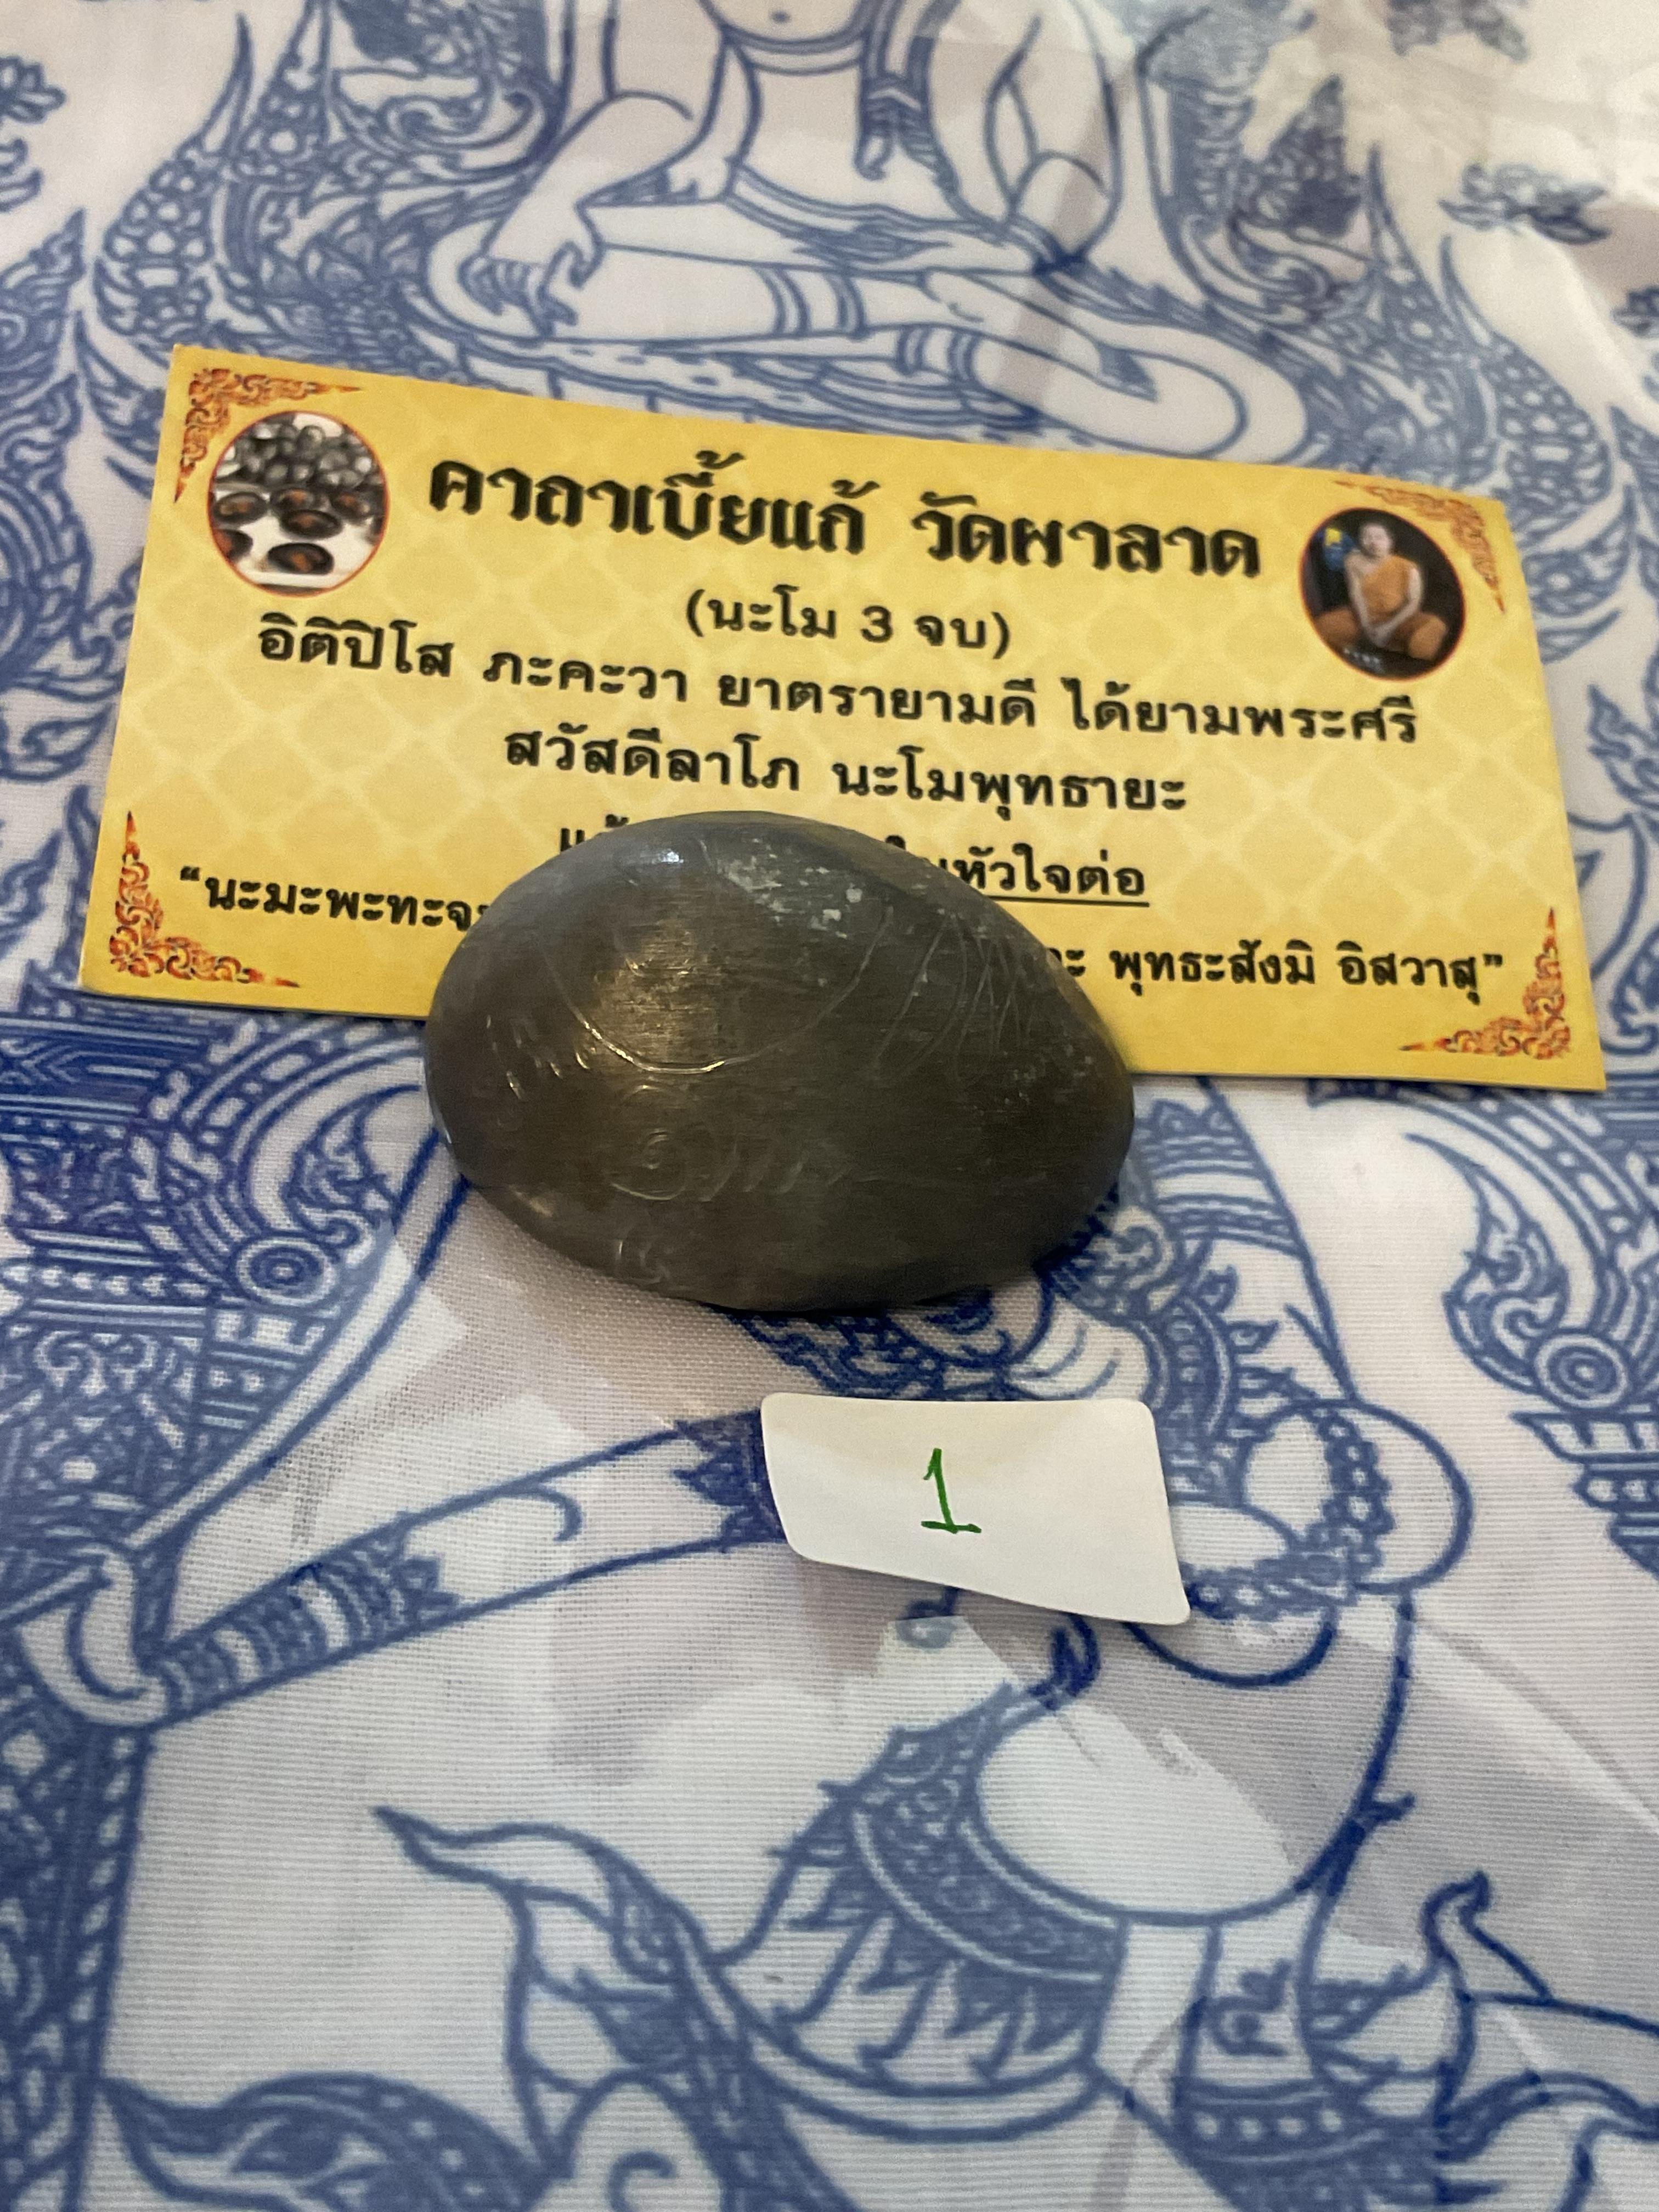 คาถาเบี้ยแก้ วัดผาลาด
(นะโม 3 จบ)
อิติปิโส ภะคะวา ยาตรายามดี ได้ยามพระศรี
สวัสดีลาโภ นะโมพุทธายะ
หัวใจต่อ
“นะมะพะทะจะ พุทธะสังมิ อิสวาสุ”
1